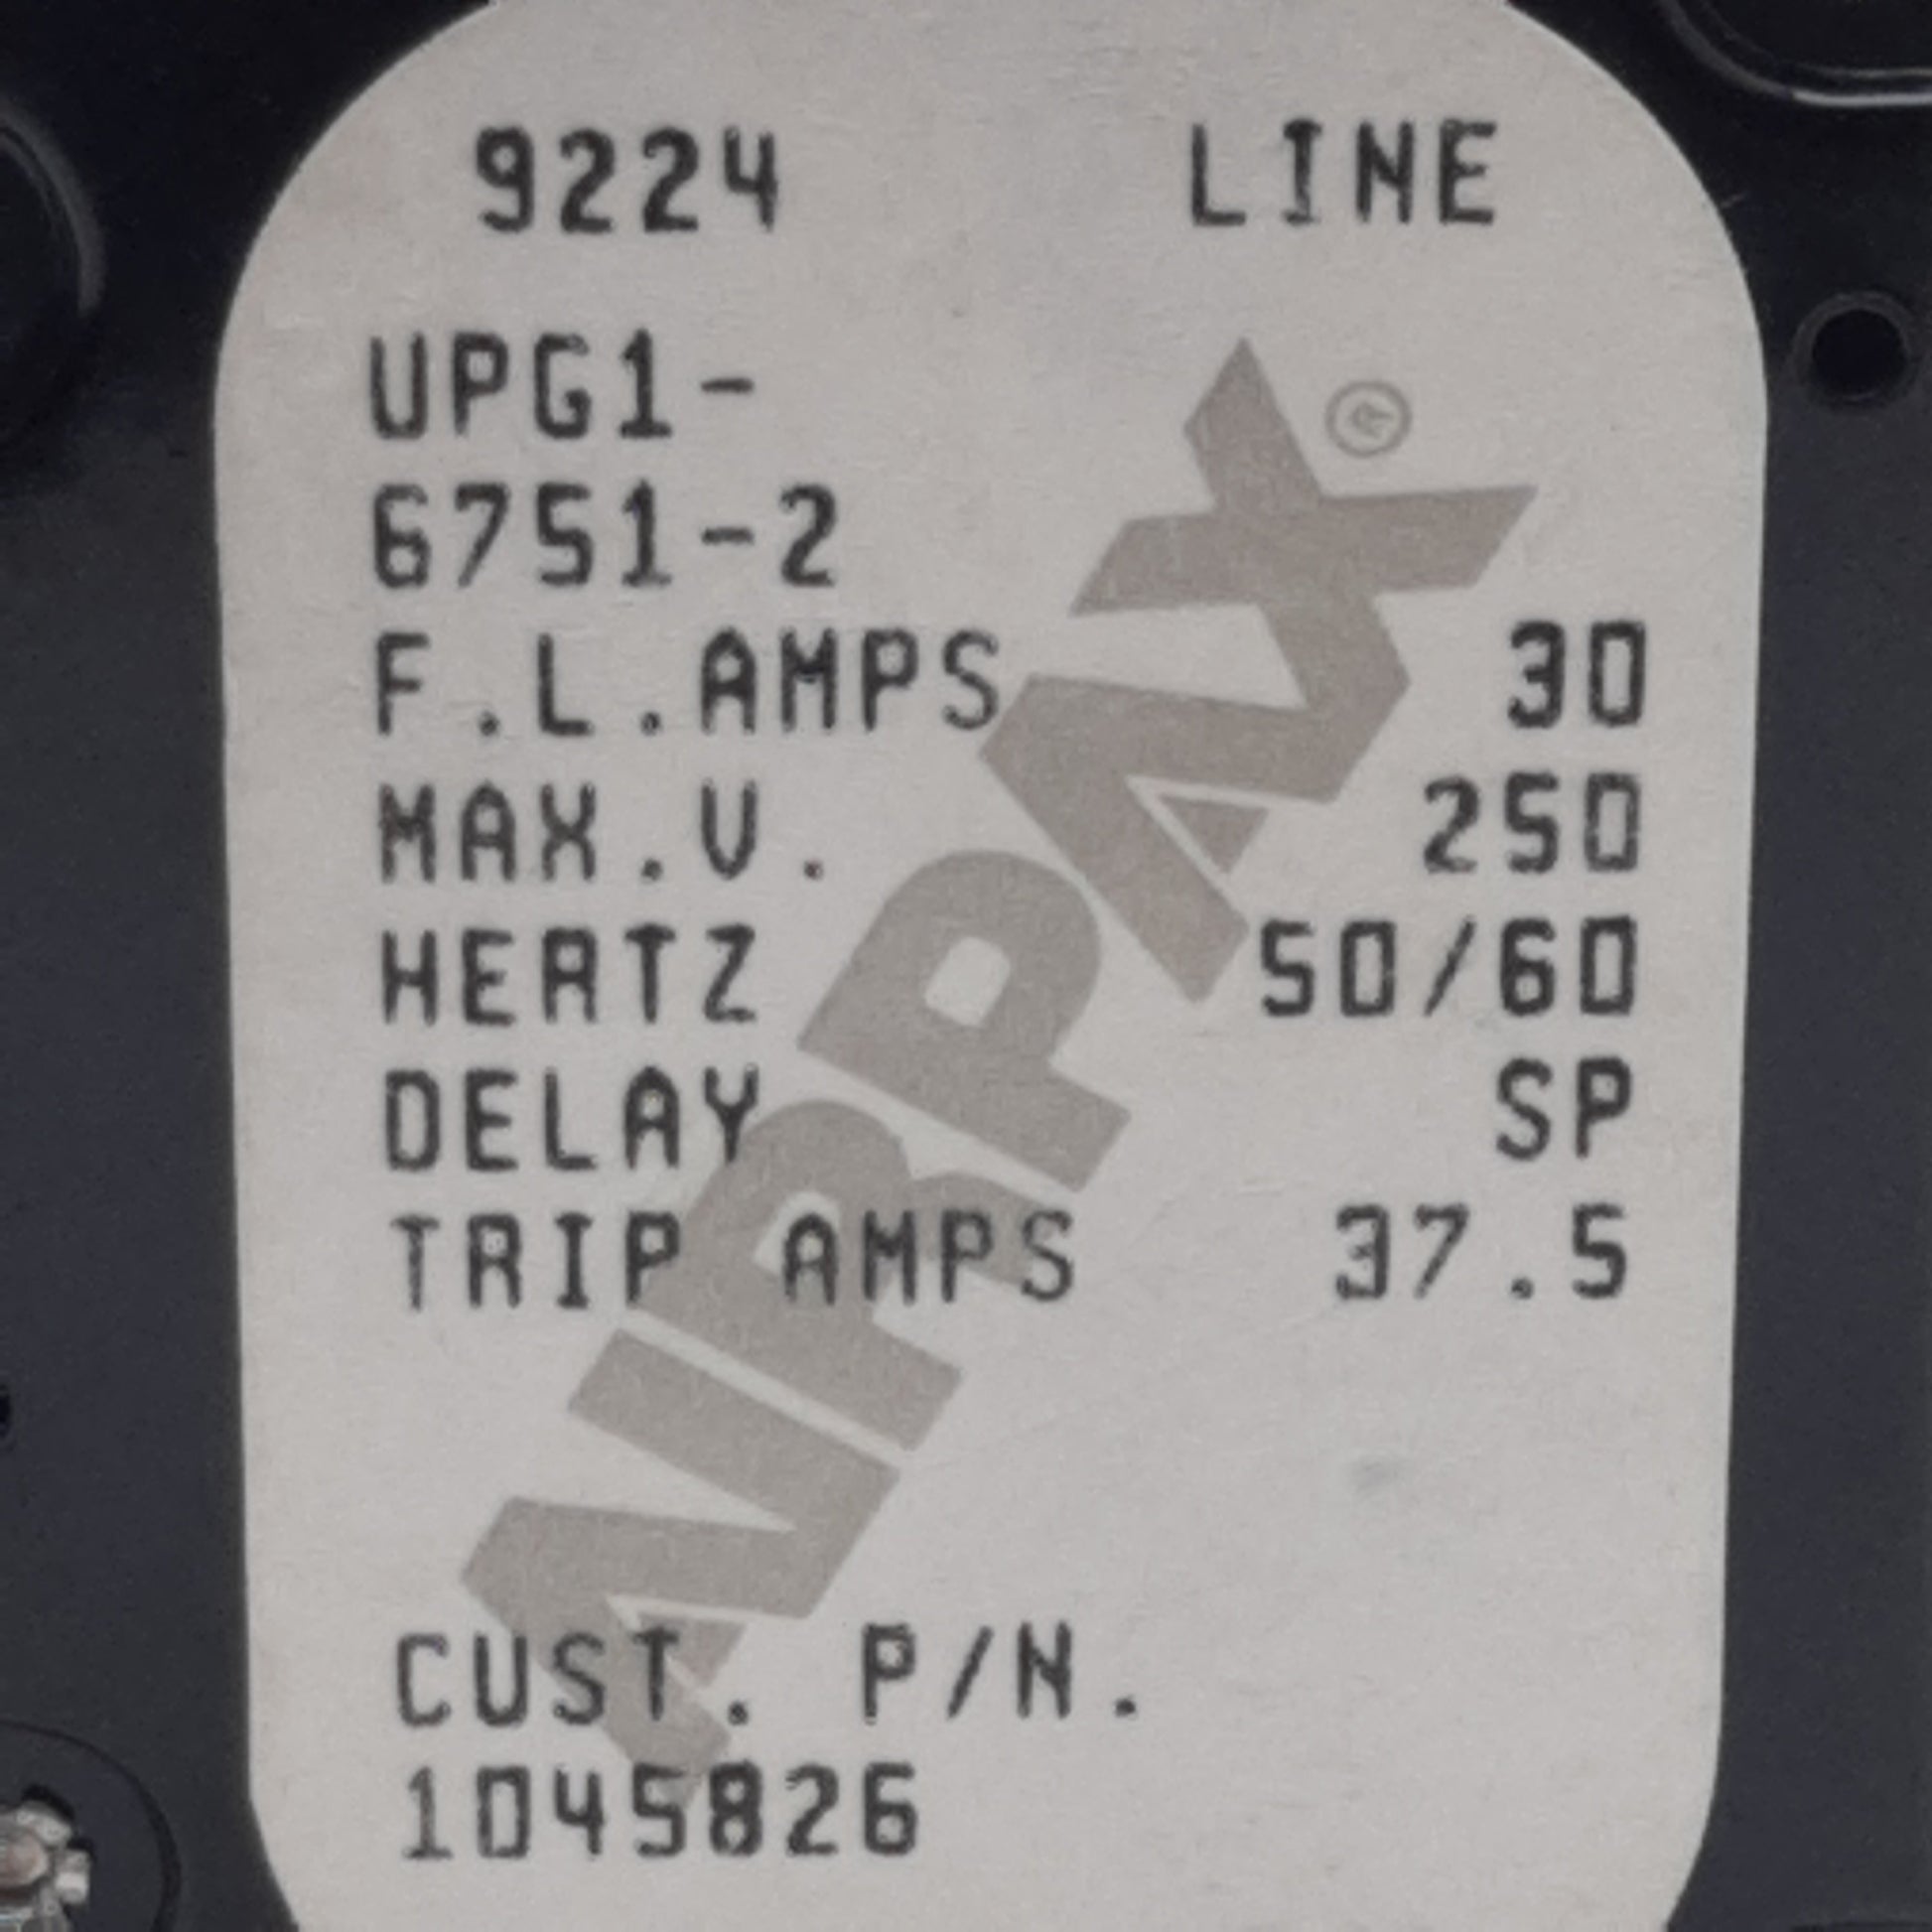 9224 LINE
UPG1-
6751-2
F.L.AMPS 30
MAX.V. 250
HERTZ 50/60
DELAY SP
TRIP AMPS 37.5
CUST. P/N.
1045826
AIRPAX®